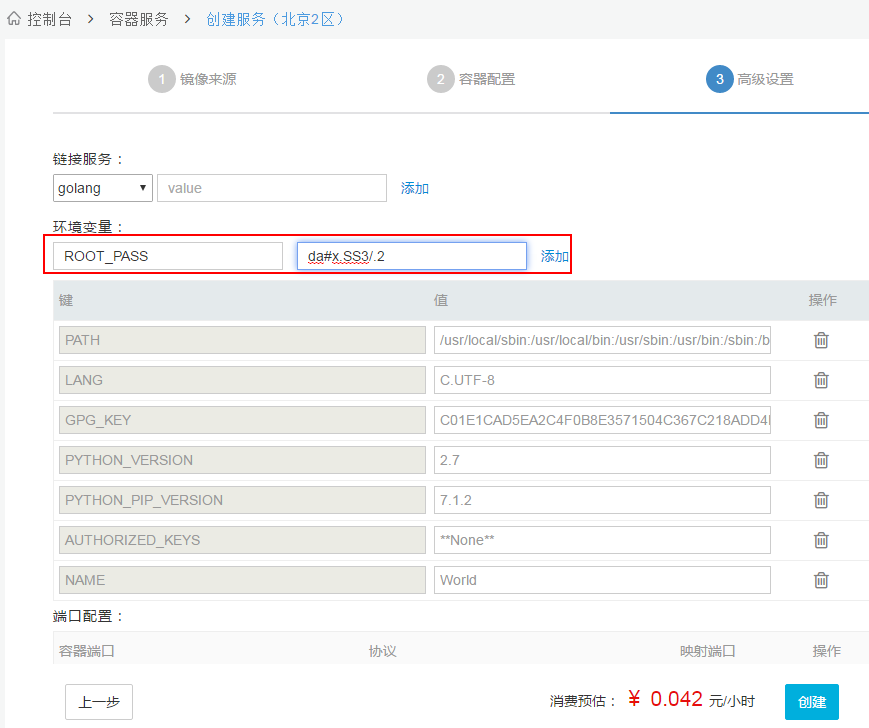 控制台 > 容器服务 > 创建服务（北京2区）
1 镜像来源 2 容器配置 3 高级设置
链接服务：
golang value 添加
环境变量：
ROOT_PASS da#x.SS3/.2 添加
键 值 操作
PATH /usr/local/sbin:/usr/local/bin:/usr/sbin:/usr/bin:/sbin:/b
LANG C.UTF-8
GPG_KEY C01E1CAD5EA2C4F0B8E3571504C367C218ADD4
PYTHON_VERSION 2.7
PYTHON_PIP_VERSION 7.1.2
AUTHORIZED_KEYS **None**
NAME World
端口配置：
容器端口 协议 映射端口 操作
上一步 消费预估： ¥ 0.042 元/小时 创建